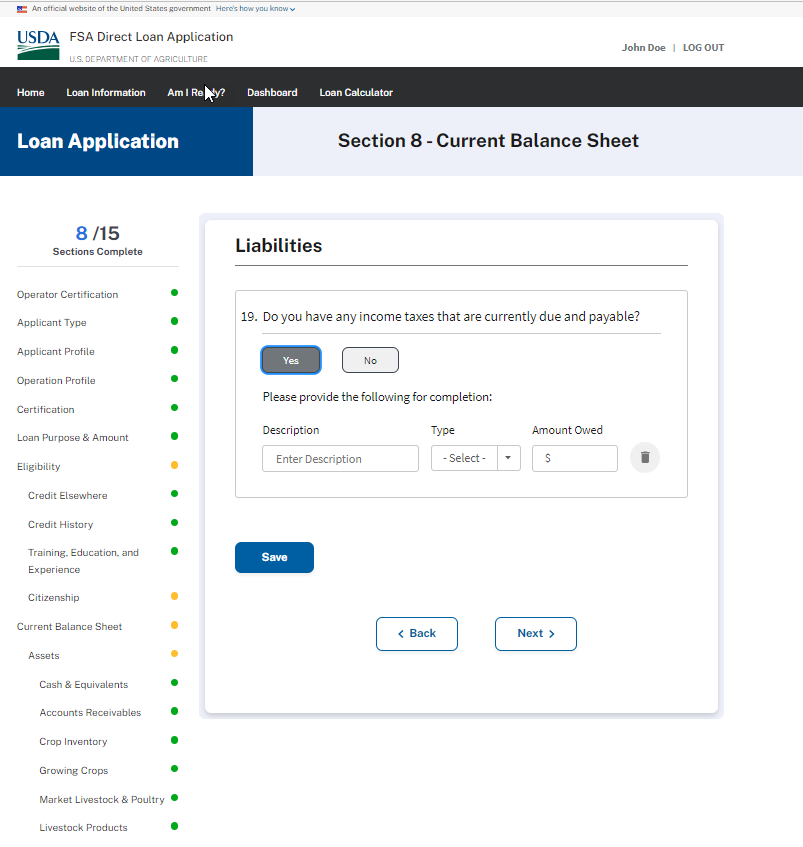 An official website of the United States government Here's how you know
USDA FSA Direct Loan Application
U.S. DEPARTMENT OF AGRICULTURE
John Doe | LOG OUT
Home Loan Information Am I Ready? Dashboard Loan Calculator
Loan Application
Section 8 - Current Balance Sheet
8 /15
Sections Complete
Operator Certification
Applicant Type
Applicant Profile
Operation Profile
Certification
Loan Purpose & Amount
Eligibility
Credit Elsewhere
Credit History
Training, Education, and
Experience
Citizenship
Current Balance Sheet
Assets
Cash & Equivalents
Accounts Receivables
Crop Inventory
Growing Crops
Market Livestock & Poultry
Livestock Products
Liabilities
19. Do you have any income taxes that are currently due and payable?
Yes No
Please provide the following for completion:
Description Type Amount Owed
Enter Description - Select - $
Save
< Back Next >